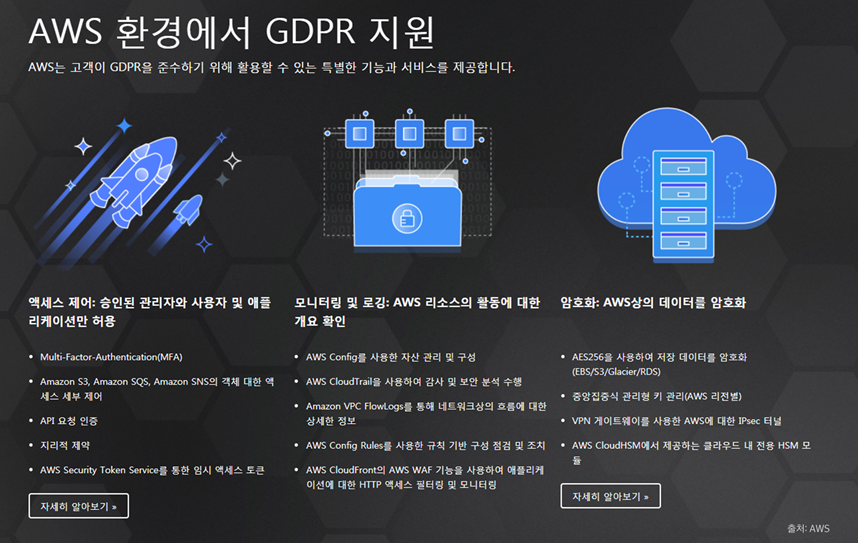 AWS 환경에서 GDPR 지원
AWS는 고객이 GDPR을 준수하기 위해 활용할 수 있는 특별한 기능과 서비스를 제공합니다.
액세스 제어: 승인된 관리자와 사용자 및 애플
리케이션만 허용
• Multi-Factor-Authentication(MFA)
• Amazon S3, Amazon SQS, Amazon SNS의 객체 대한 액
세스 세부 제어
• API 요청 인증
• 지리적 제약
• AWS Security Token Service를 통한 임시 액세스 토큰
자세히 알아보기 »
모니터링 및 로깅: AWS 리소스의 활동에 대한
개요 확인
• AWS Config를 사용한 자산 관리 및 구성
• AWS CloudTrail을 사용하여 감사 및 보안 분석 수행
• Amazon VPC FlowLogs를 통해 네트워크상의 흐름에 대한
상세한 정보
• AWS Config Rules를 사용한 규칙 기반 구성 점검 및 조치
• AWS CloudFront의 AWS WAF 기능을 사용하여 애플리케
이션에 대한 HTTP 액세스 필터링 및 모니터링
암호화: AWS상의 데이터를 암호화
• AES256을 사용하여 저장 데이터를 암호화
(EBS/S3/Glacier/RDS)
• 중앙집중식 관리형 키 관리(AWS 리전별)
• VPN 게이트웨이를 사용한 AWS에 대한 IPsec 터널
• AWS CloudHSM에서 제공하는 클라우드 내 전용 HSM 모
듈
자세히 알아보기 »
출처: AWS